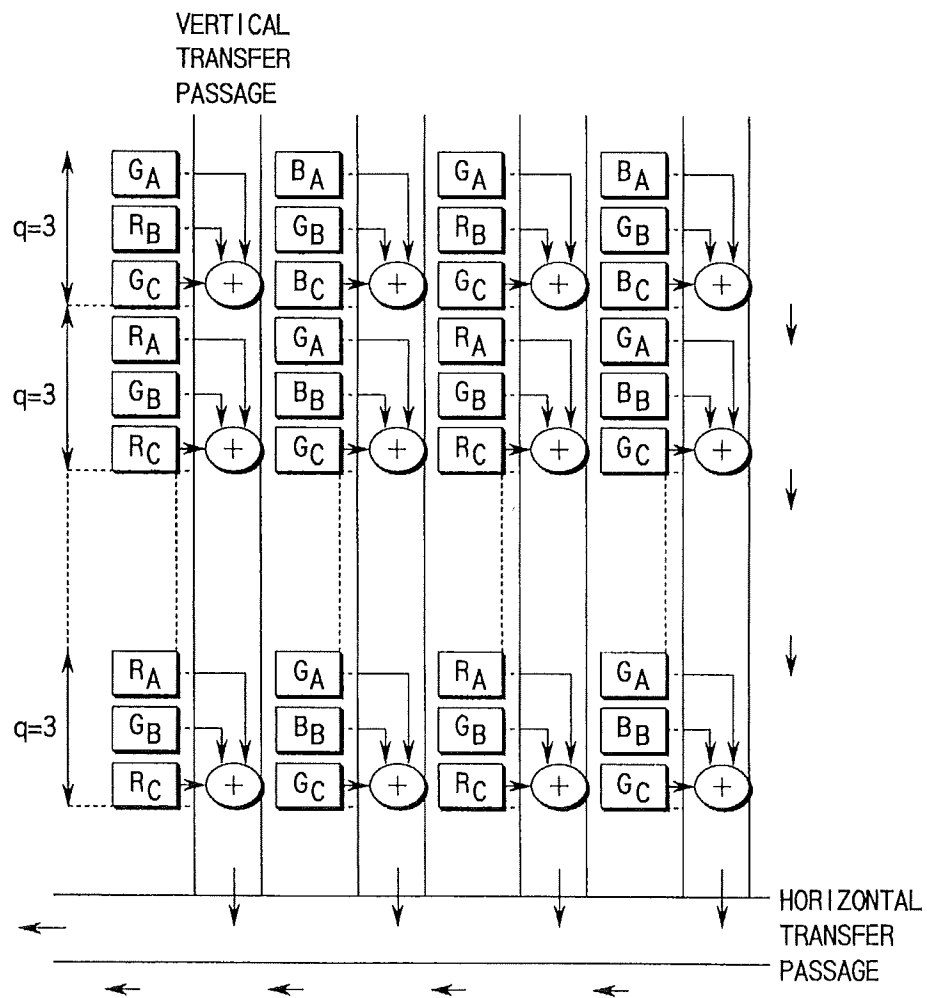 VERTICAL
TRANSFER
PASSAGE
GA BA GA BA
q=3 RB GB RB GB
GC + BC + GC + BC +
RA GA RA GA
q=3 GB BB GB BB
RC + GC + RC + GC +
RA GA RA GA
q=3 GB BB GB BB
RC + GC + RC + GC +
HORIZONTAL
TRANSFER
PASSAGE